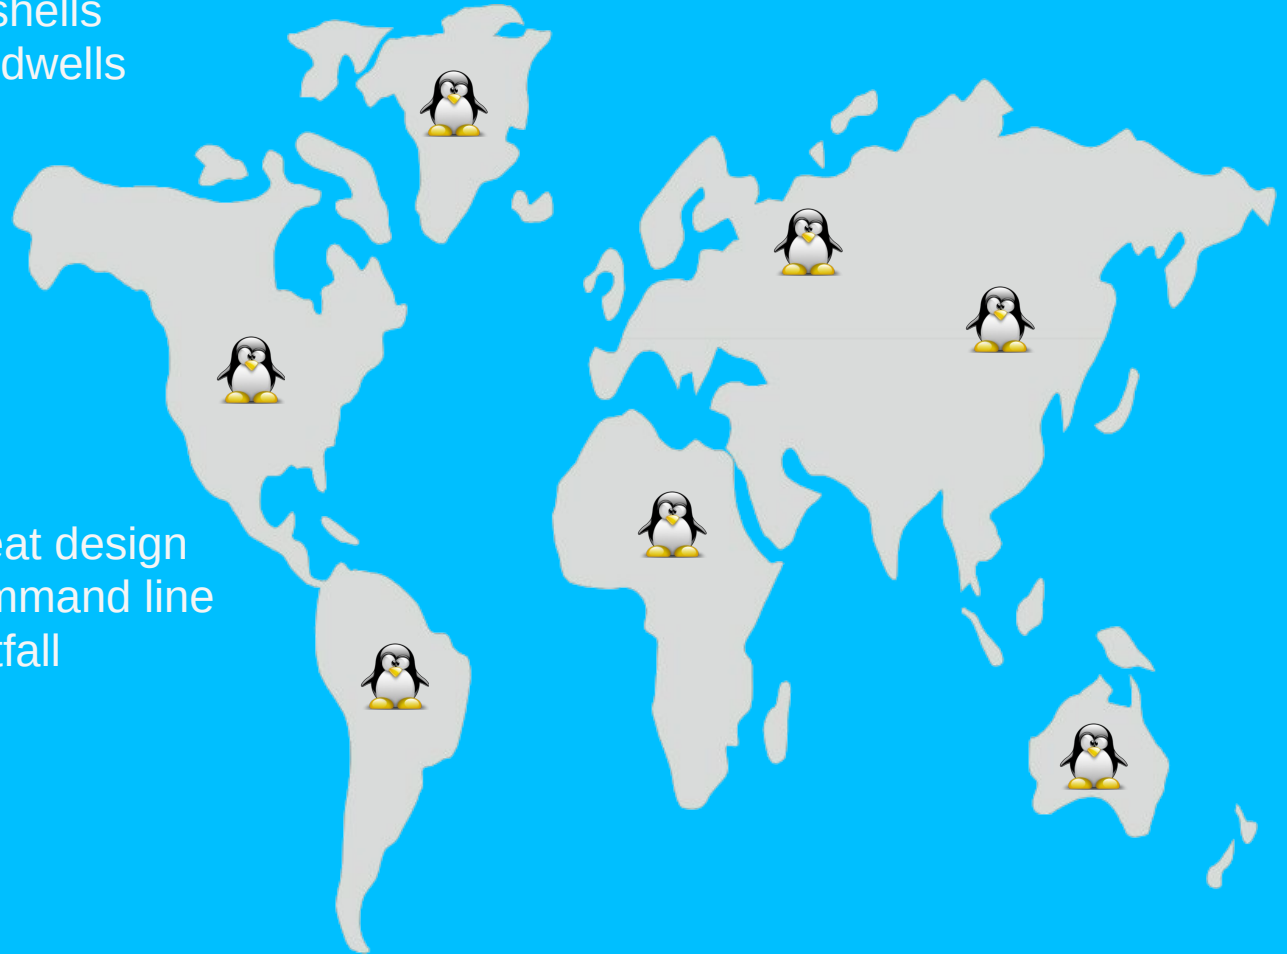 shells
dwells
eat design
mmand line
tfall